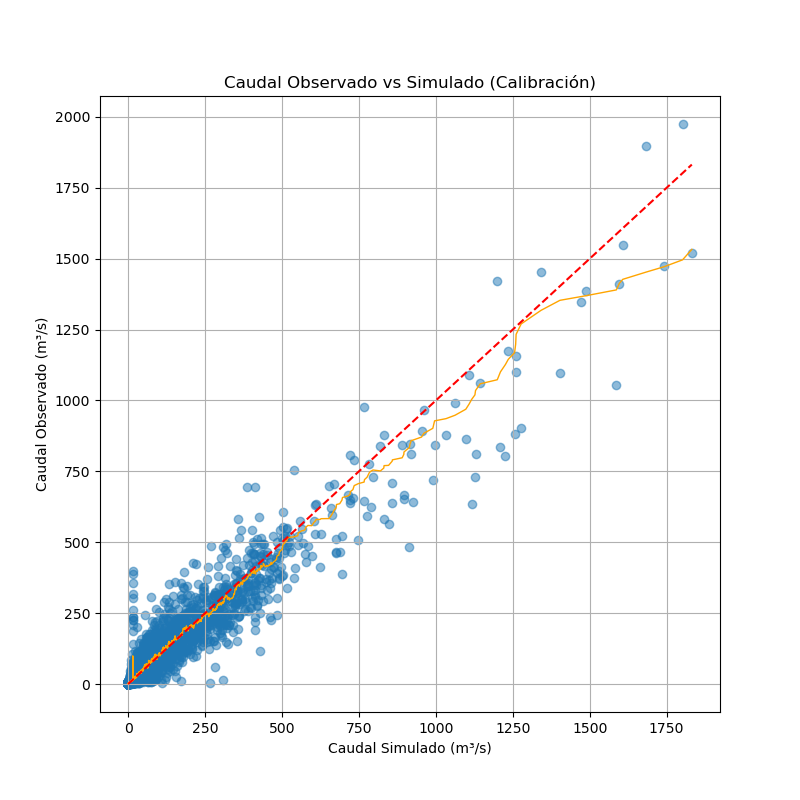 Caudal Observado vs Simulado (Calibración)
2000
1750
1500
1250
1000
750
500
250
0
Caudal Observado (m³/s)
0 250 500 750 1000 1250 1500 1750
Caudal Simulado (m³/s)